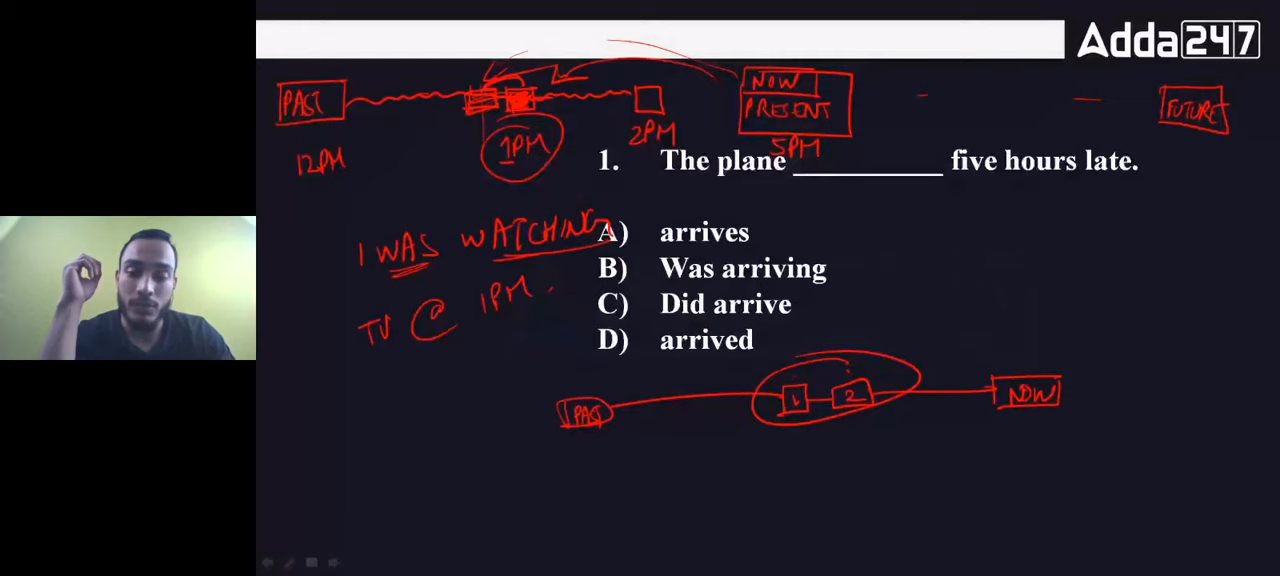 Adda247
PAST
NOW
PRESENT
FUTURE
12PM
1PM
2PM
5PM
1. The plane __________ five hours late.
I WAS WATCHING
TV @ 1PM.
A) arrives
B) Was arriving
C) Did arrive
D) arrived
PAST
1
2
NOW